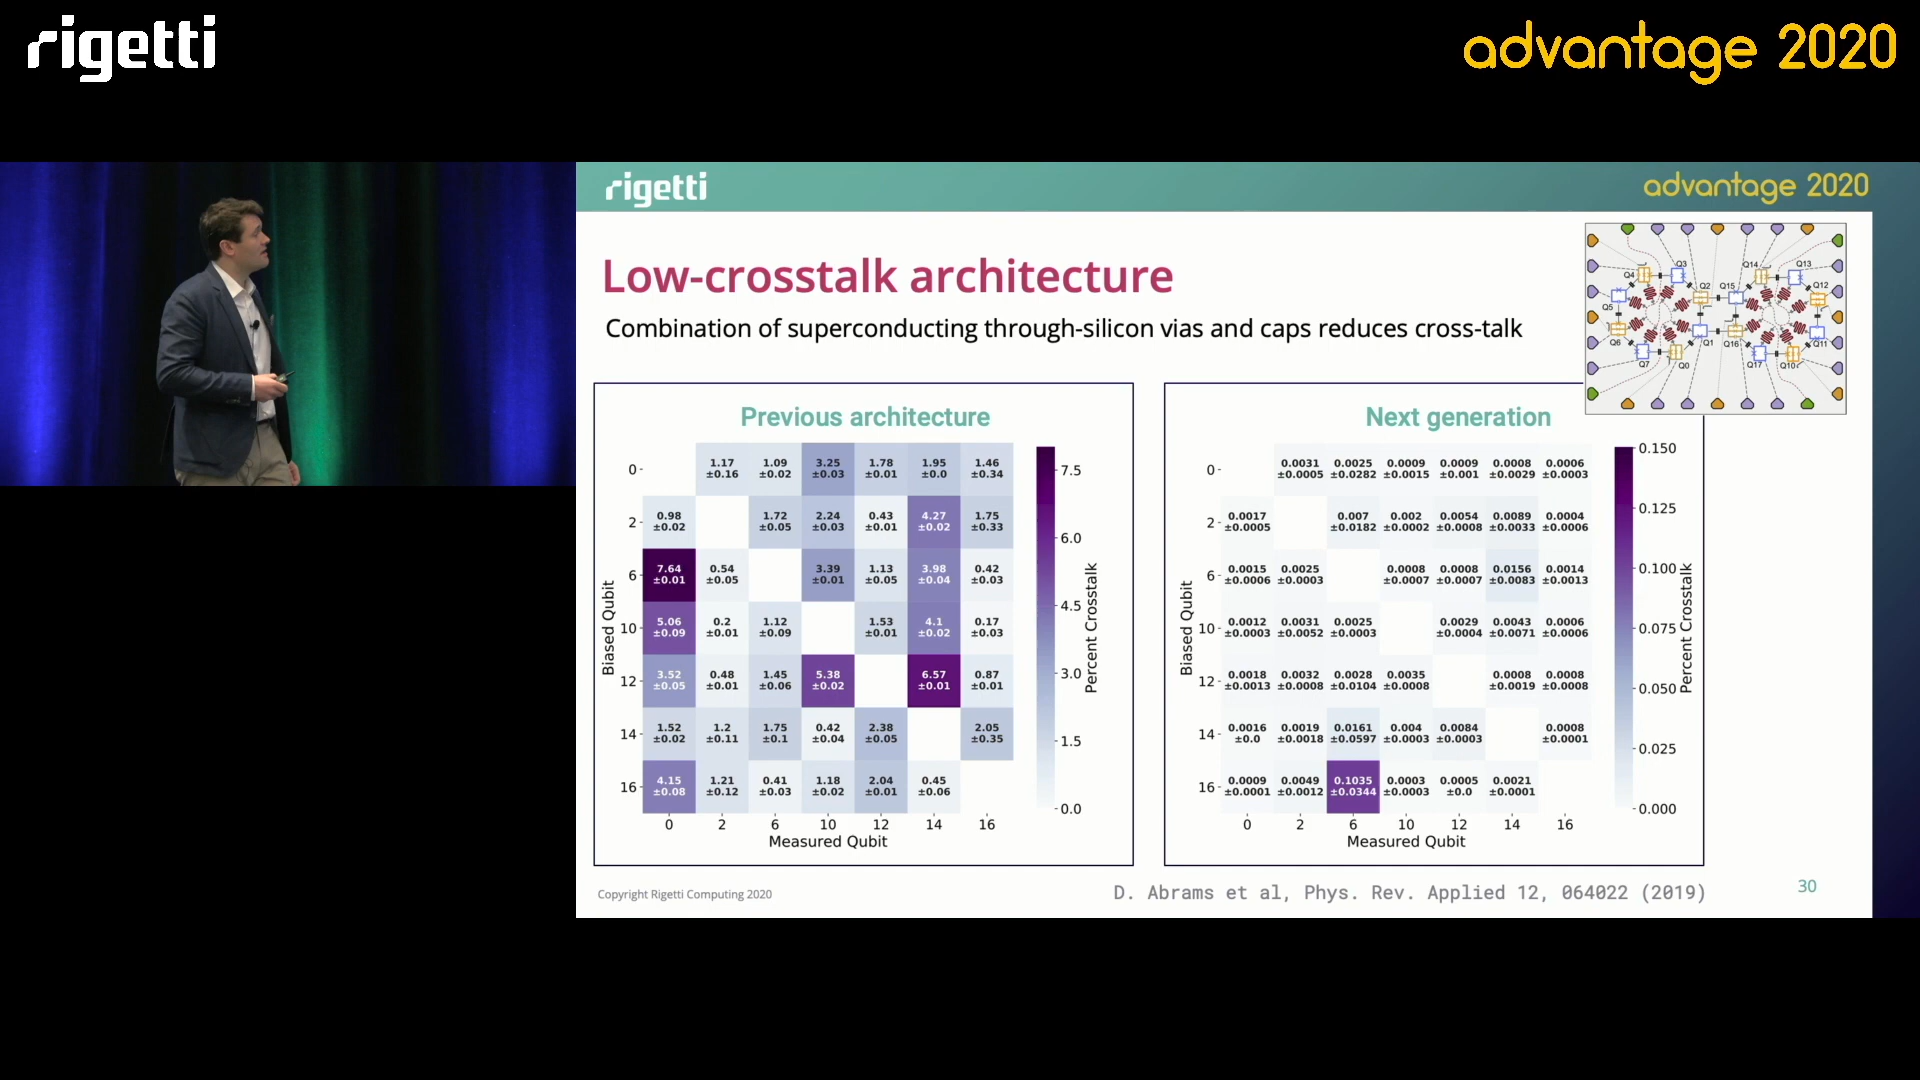 rigetti
advantage 2020
rigetti
advantage 2020
Low-crosstalk architecture
Combination of superconducting through-silicon vias and caps reduces cross-talk
Q4 Q3 Q2 Q5 Q6 Q7 Q0 Q1
Q14 Q13 Q15 Q12 Q16 Q11 Q17 Q10
Previous architecture
0 1.17 1.09 3.25 1.78 1.95 1.46
±0.16 ±0.02 ±0.03 ±0.01 ±0.0 ±0.34
2 0.98 1.72 2.24 0.43 4.27 1.75
±0.02 ±0.05 ±0.03 ±0.01 ±0.02 ±0.33
6 7.64 0.54 3.39 1.13 3.98 0.42
±0.01 ±0.05 ±0.01 ±0.05 ±0.04 ±0.03
10 5.06 0.2 1.12 1.53 4.1 0.17
±0.09 ±0.01 ±0.09 ±0.01 ±0.02 ±0.03
12 3.52 0.48 1.45 5.38 6.57 0.87
±0.05 ±0.01 ±0.06 ±0.02 ±0.01 ±0.01
14 1.52 1.2 1.75 0.42 2.38 2.05
±0.02 ±0.11 ±0.1 ±0.04 ±0.05 ±0.35
16 4.15 1.21 0.41 1.18 2.04 0.45
±0.08 ±0.12 ±0.03 ±0.02 ±0.01 ±0.06
0 2 6 10 12 14 16
Measured Qubit
Biased Qubit
7.5
6.0
4.5
3.0
1.5
0.0
Percent Crosstalk
Next generation
0 0.0031 0.0025 0.0009 0.0009 0.0008 0.0006
±0.0005 ±0.0282 ±0.0015 ±0.001 ±0.0029 ±0.0003
2 0.0017 0.007 0.002 0.0054 0.0089 0.0004
±0.0005 ±0.0182 ±0.0002 ±0.0008 ±0.0033 ±0.0006
6 0.0015 0.0025 0.0008 0.0008 0.0156 0.0014
±0.0006 ±0.0003 ±0.0007 ±0.0007 ±0.0083 ±0.0013
10 0.0012 0.0031 0.0025 0.0029 0.0043 0.0006
±0.0003 ±0.0052 ±0.0003 ±0.0004 ±0.0071 ±0.0006
12 0.0018 0.0032 0.0028 0.0035 0.0008 0.0008
±0.0013 ±0.0008 ±0.0104 ±0.0008 ±0.0019 ±0.0008
14 0.0016 0.0019 0.0161 0.004 0.0084 0.0008
±0.0 ±0.0018 ±0.0597 ±0.0003 ±0.0003 ±0.0001
16 0.0009 0.0049 0.1035 0.0003 0.0005 0.0021
±0.0001 ±0.0012 ±0.0344 ±0.0003 ±0.0 ±0.0001
0 2 6 10 12 14 16
Measured Qubit
Biased Qubit
0.150
0.125
0.100
0.075
0.050
0.025
0.000
Percent Crosstalk
Copyright Rigetti Computing 2020
D. Abrams et al, Phys. Rev. Applied 12, 064022 (2019)
30